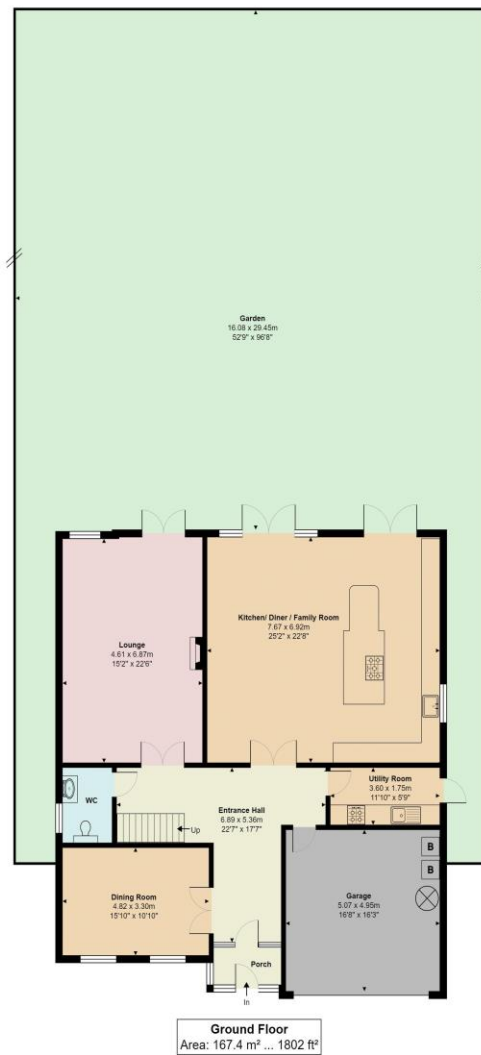 Garden
16.08 x 29.45m
52'9" x 96'8"
Kitchen/ Diner / Family Room
7.67 x 6.92m
25'2" x 22'8"
Lounge
4.61 x 6.87m
15'2" x 22'6"
Utility Room
3.60 x 1.75m
11'10" x 5'9"
WC
Entrance Hall
6.89 x 5.36m
22'7" x 17'7"
Up
B
B
Dining Room
4.82 x 3.30m
15'10" x 10'10"
Garage
5.07 x 4.95m
16'8" x 16'3"
Porch
In
Ground Floor
Area: 167.4 m² ... 1802 ft²